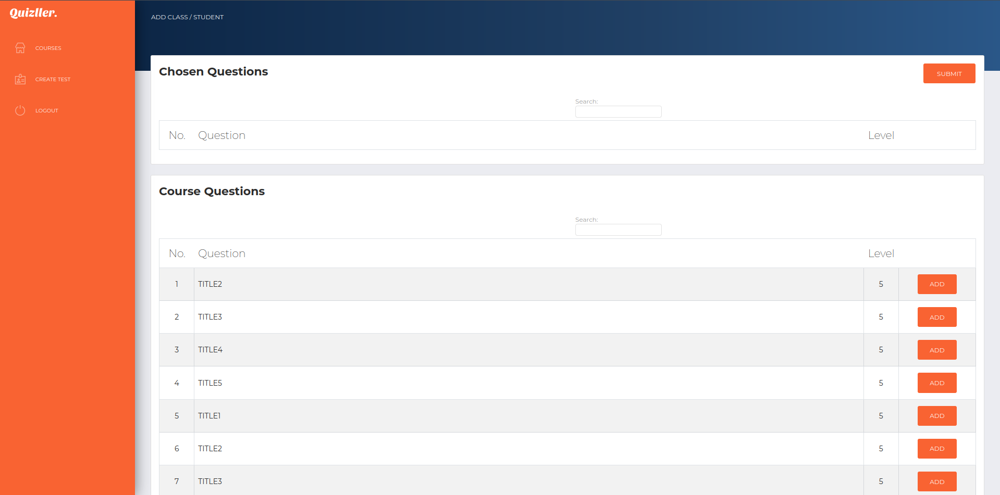 Quizller.
COURSES
CREATE TEST
LOGOUT
ADD CLASS / STUDENT
Chosen Questions
SUBMIT
Search:
No. Question Level
Course Questions
Search:
No. Question Level
1 TITLE2 5 ADD
2 TITLE3 5 ADD
3 TITLE4 5 ADD
4 TITLE5 5 ADD
5 TITLE1 5 ADD
6 TITLE2 5 ADD
7 TITLE3 5 ADD